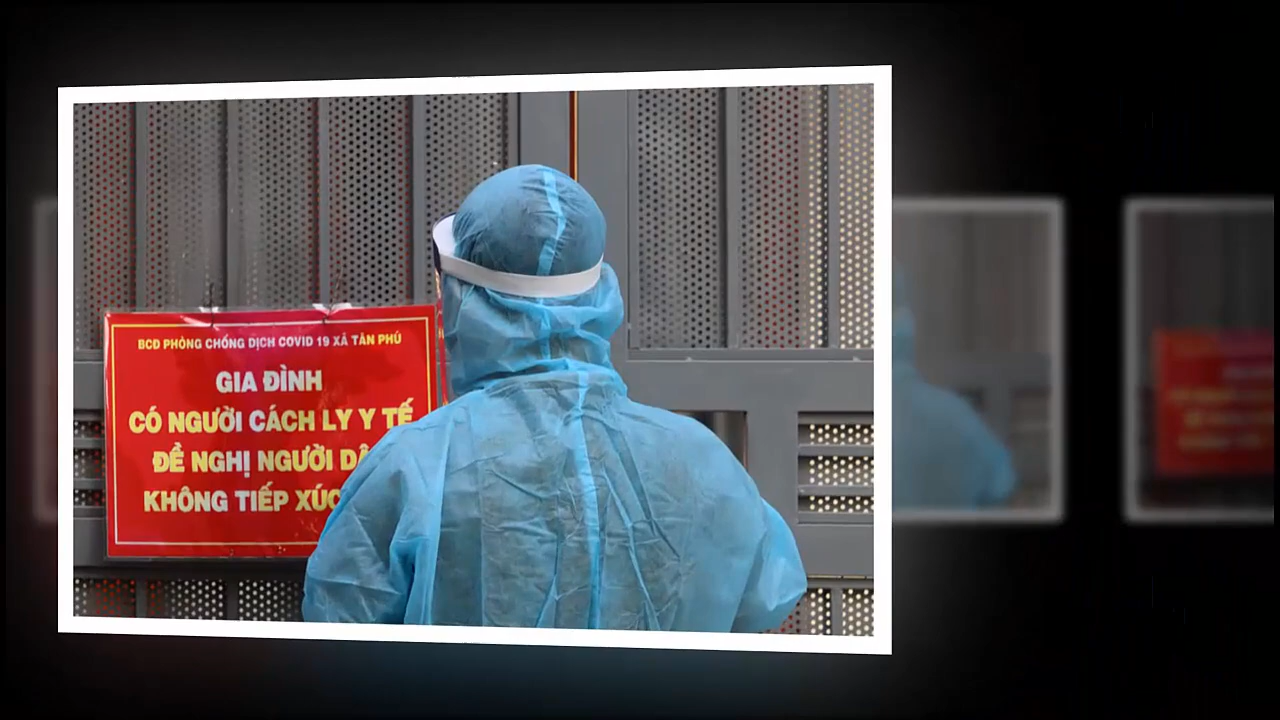 BCĐ PHÒNG CHỐNG DỊCH COVID 19 XÃ TÂN PHÚ
GIA ĐÌNH
CÓ NGƯỜI CÁCH LY Y TẾ
ĐỀ NGHỊ NGƯỜI
KHÔNG TIẾP XÚC